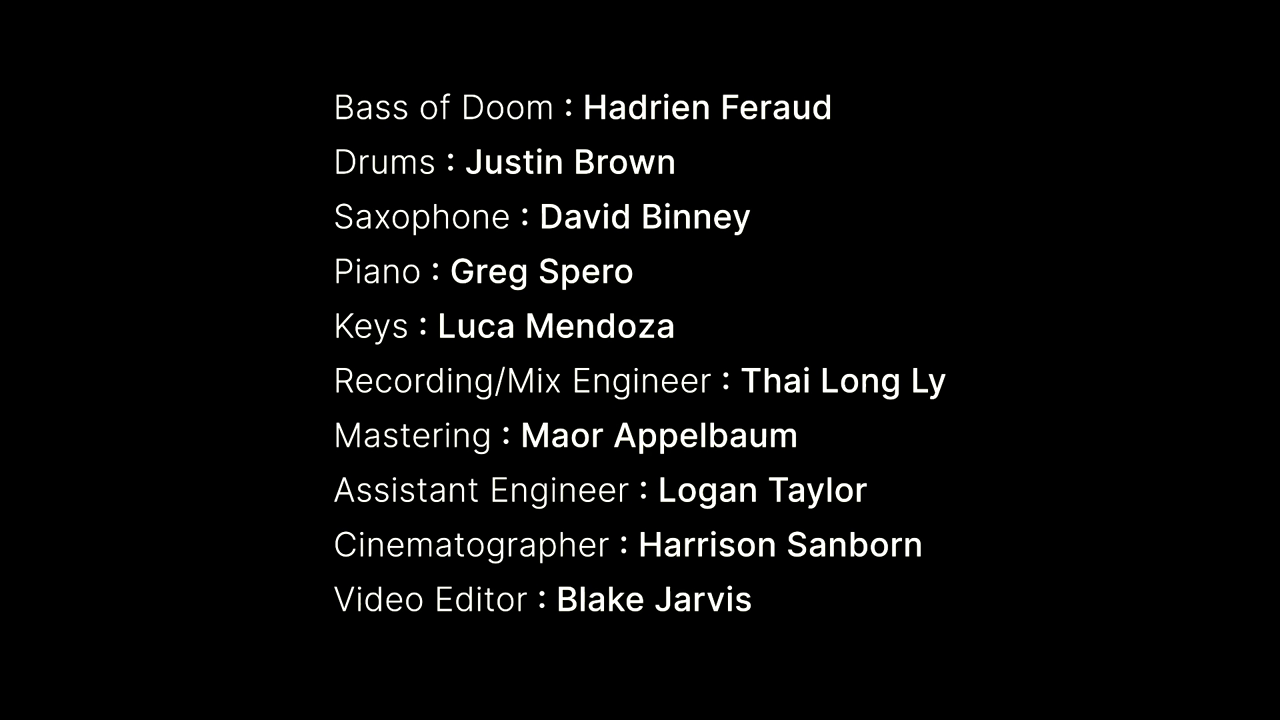 Bass of Doom : Hadrien Feraud
Drums : Justin Brown
Saxophone : David Binney
Piano : Greg Spero
Keys : Luca Mendoza
Recording/Mix Engineer : Thai Long Ly
Mastering : Maor Appelbaum
Assistant Engineer : Logan Taylor
Cinematographer : Harrison Sanborn
Video Editor : Blake Jarvis